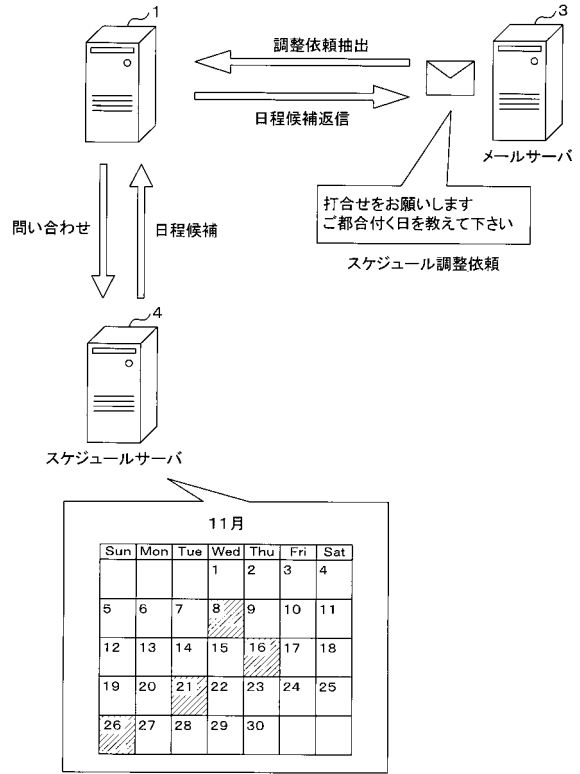 1
3
調整依頼抽出
日程候補返信
メールサーバ
打合せをお願いします
ご都合付く日を教えて下さい
スケジュール調整依頼
問い合わせ
日程候補
4
スケジュールサーバ
11月
Sun Mon Tue Wed Thu Fri Sat
1 2 3 4
5 6 7 8 9 10 11
12 13 14 15 16 17 18
19 20 21 22 23 24 25
26 27 28 29 30